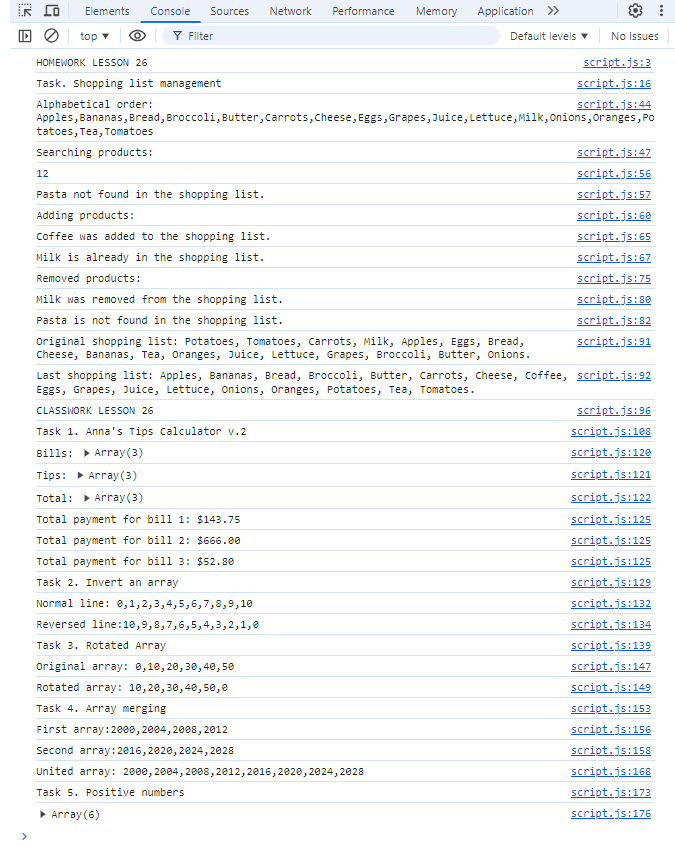 Elements Console Sources Network Performance Memory Application
top Filter Default levels No Issues
HOMEWORK LESSON 26 script.js:3
Task. Shopping list management script.js:16
Alphabetical order: script.js:44
Apples,Bananas,Bread,Broccoli,Butter,Carrots,Cheese,Eggs,Grapes,Juice,Lettuce,Milk,Onions,Oranges,Po
tatoes,Tea,Tomatoes
Searching products: script.js:47
12 script.js:56
Pasta not found in the shopping list. script.js:57
Adding products: script.js:60
Coffee was added to the shopping list. script.js:65
Milk is already in the shopping list. script.js:67
Removed products: script.js:75
Milk was removed from the shopping list. script.js:80
Pasta is not found in the shopping list. script.js:82
Original shopping list: Potatoes, Tomatoes, Carrots, Milk, Apples, Eggs, Bread, script.js:91
Cheese, Bananas, Tea, Oranges, Juice, Lettuce, Grapes, Broccoli, Butter, Onions.
Last shopping list: Apples, Bananas, Bread, Broccoli, Butter, Carrots, Cheese, Coffee, script.js:92
Eggs, Grapes, Juice, Lettuce, Onions, Oranges, Potatoes, Tea, Tomatoes.
CLASSWORK LESSON 26 script.js:96
Task 1. Anna's Tips Calculator v.2 script.js:108
Bills: Array(3) script.js:120
Tips: Array(3) script.js:121
Total: Array(3) script.js:122
Total payment for bill 1: $143.75 script.js:125
Total payment for bill 2: $666.00 script.js:125
Total payment for bill 3: $52.80 script.js:125
Task 2. Invert an array script.js:129
Normal line: 0,1,2,3,4,5,6,7,8,9,10 script.js:132
Reversed line:10,9,8,7,6,5,4,3,2,1,0 script.js:134
Task 3. Rotated Array script.js:139
Original array: 0,10,20,30,40,50 script.js:147
Rotated array: 10,20,30,40,50,0 script.js:149
Task 4. Array merging script.js:153
First array:2000,2004,2008,2012 script.js:156
Second array:2016,2020,2024,2028 script.js:158
United array: 2000,2004,2008,2012,2016,2020,2024,2028 script.js:168
Task 5. Positive numbers script.js:173
Array(6) script.js:176